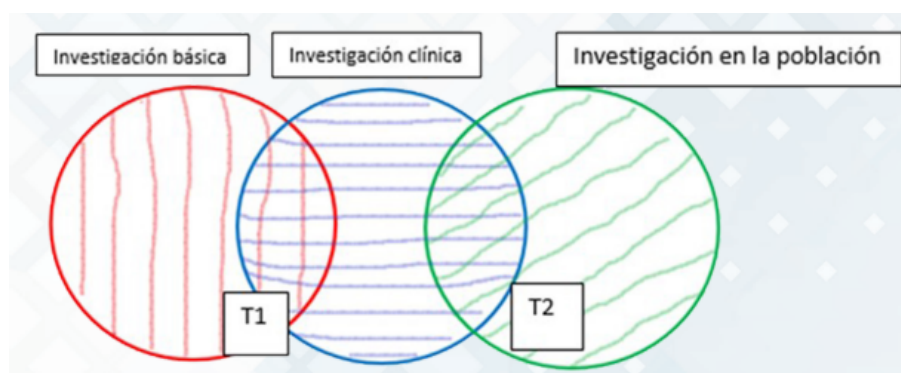 Investigación básica
Investigación clínica
Investigación en la población
T1
T2